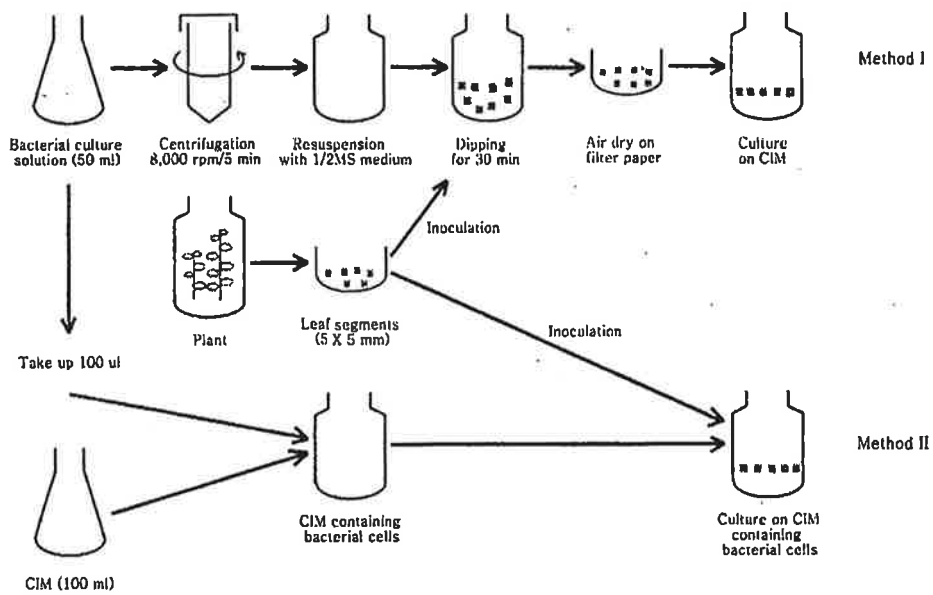 Method I
Bacterial culture
solution (50 ml)
Centrifugation
8,000 rpm/5 min
Resuspension
with 1/2MS medium
Dipping
for 30 min
Air dry on
filter paper
Culture
on CIM
Inoculation
Plant
Leaf segments
(5 X 5 mm)
Inoculation
Take up 100 ul
Method II
CIM containing
bacterial cells
Culture on CIM
containing
bacterial cells
CIM (100 ml)